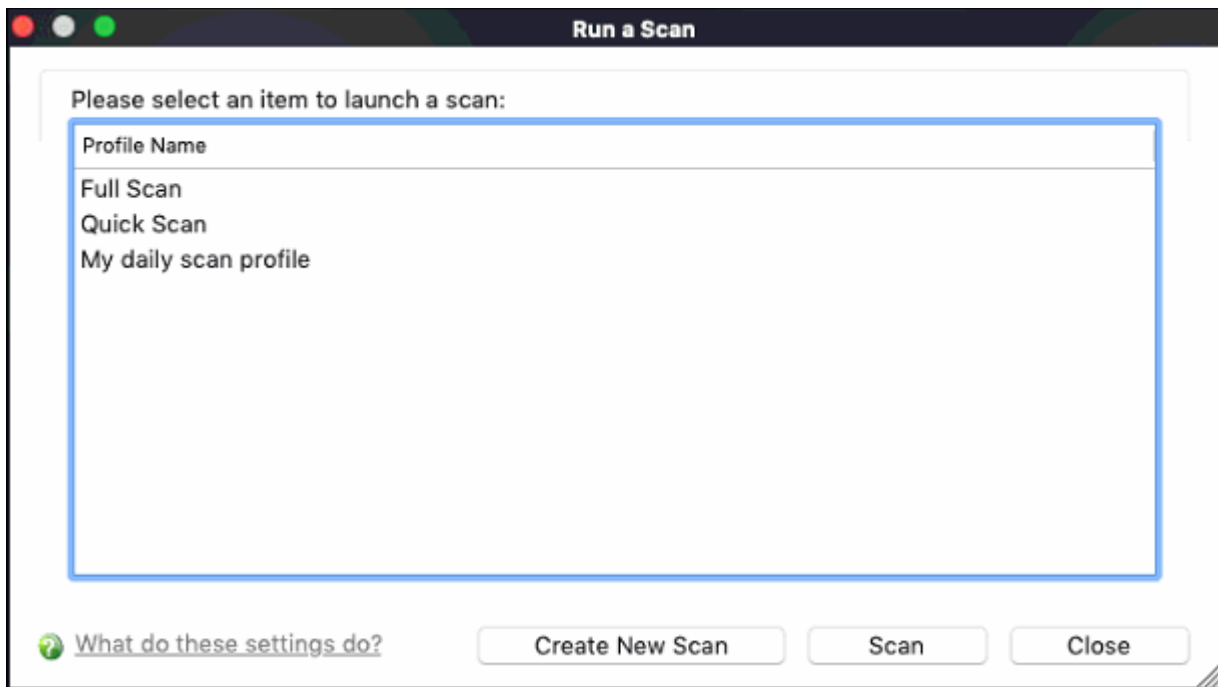 Run a Scan
Please select an item to launch a scan:
Profile Name
Full Scan
Quick Scan
My daily scan profile
What do these settings do?
Create New Scan
Scan
Close